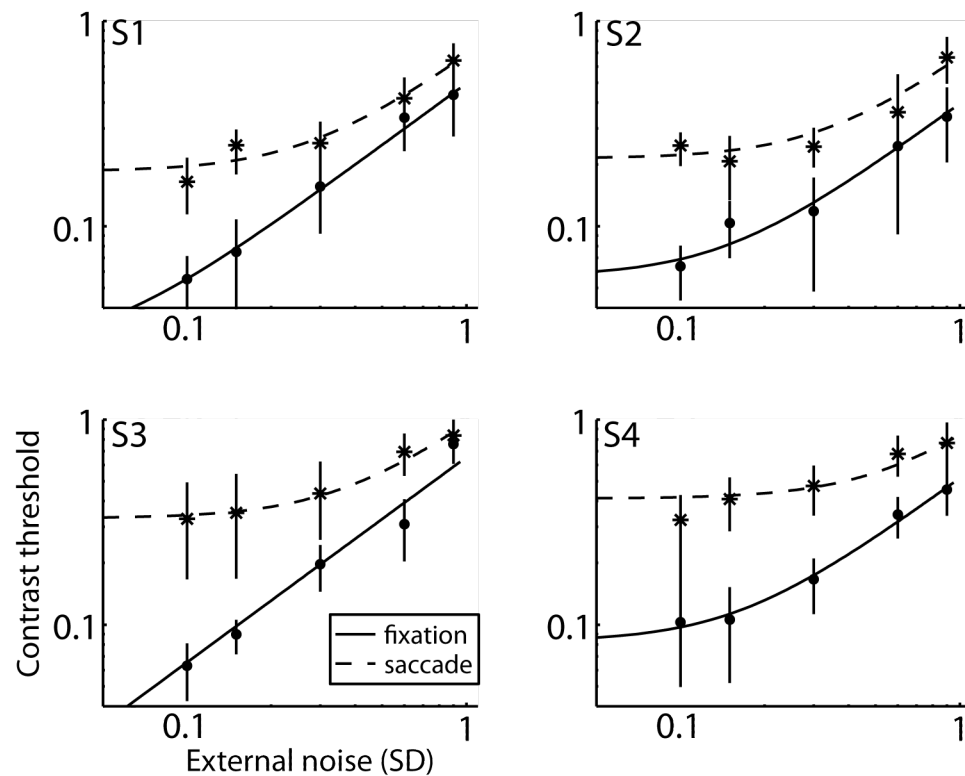 1
S1
0.1
0.1
1
1
S2
0.1
0.1
1
Contrast threshold
1
S3
0.1
fixation
saccade
0.1
1
External noise (SD)
1
S4
0.1
0.1
1